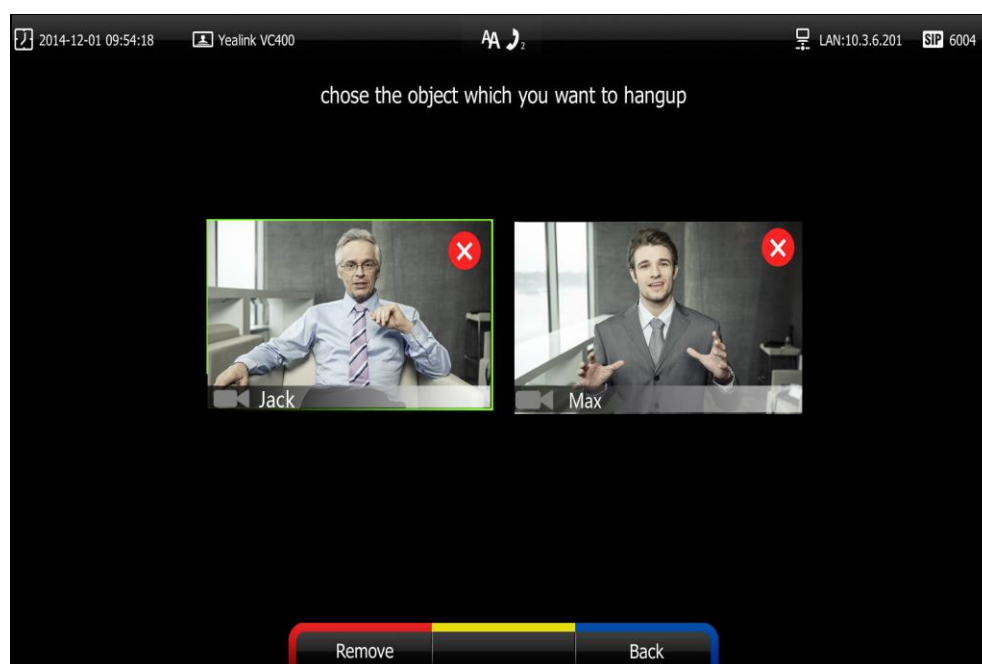 2014-12-01 09:54:18 Yealink VC400 AA 2 LAN:10.3.6.201 SIP 6004
chose the object which you want to hangup
Jack Max
Remove Back